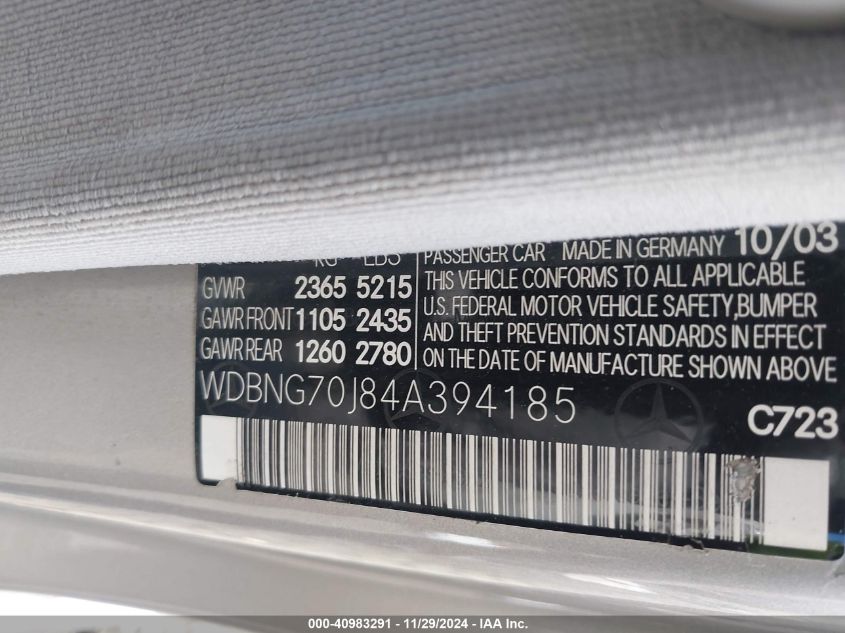 KG LBS PASSENGER CAR MADE IN GERMANY 10/03
GVWR 2365 5215 THIS VEHICLE CONFORMS TO ALL APPLICABLE
GAWR FRONT 1105 2435 U.S. FEDERAL MOTOR VEHICLE SAFETY,BUMPER
GAWR REAR 1260 2780 AND THEFT PREVENTION STANDARDS IN EFFECT
ON THE DATE OF MANUFACTURE SHOWN ABOVE
WDBNG70J84A394185 C723
000-40983291 - 11/29/2024 - IAA Inc.